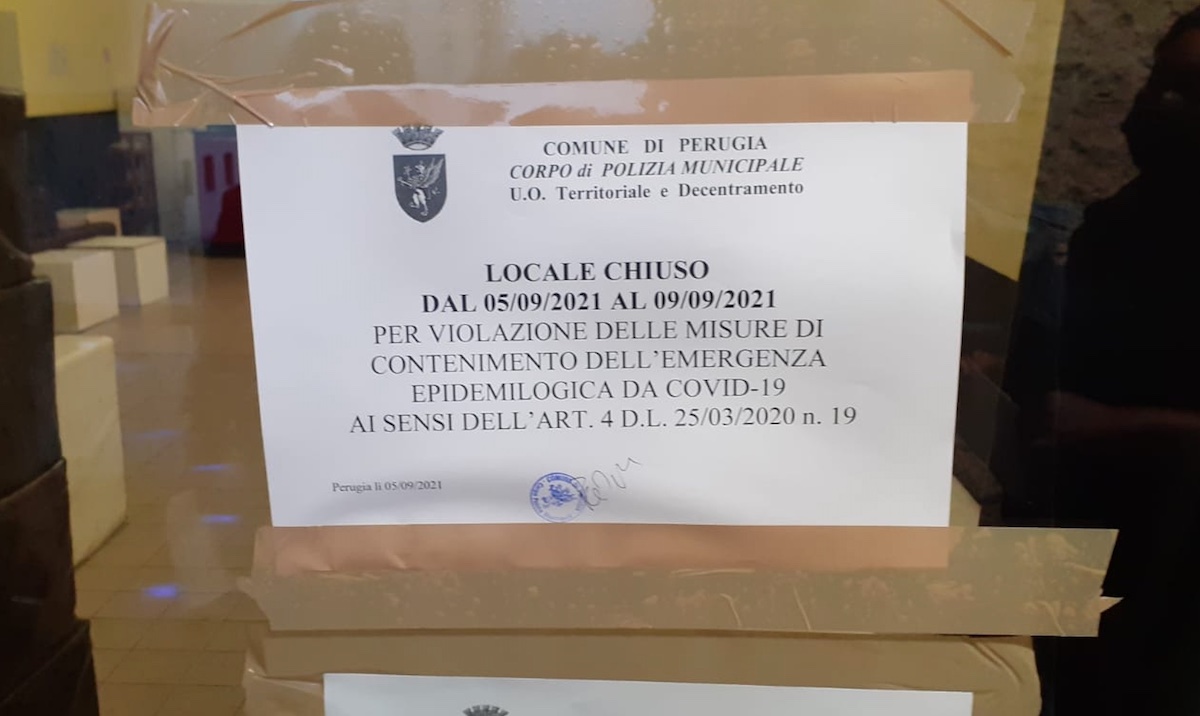 COMUNE DI PERUGIA
CORPO di POLIZIA MUNICIPALE
U.O. Territoriale e Decentramento
LOCALE CHIUSO
DAL 05/09/2021 AL 09/09/2021
PER VIOLAZIONE DELLE MISURE DI
CONTENIMENTO DELL'EMERGENZA
EPIDEMILOGICA DA COVID-19
AI SENSI DELL'ART. 4 D.L. 25/03/2020 n. 19
Perugia lì 05/09/2021